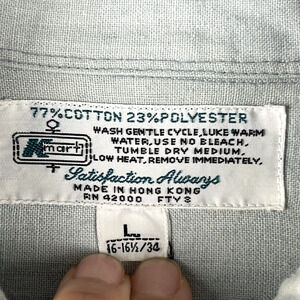 77% COTTON 23% POLYESTER
Kmart
WASH GENTLE CYCLE, LUKE WARM
WATER, USE NO BLEACH,
TUMBLE DRY MEDIUM,
LOW HEAT, REMOVE IMMEDIATELY.
Satisfaction Always
MADE IN HONG KONG
RN 42000 FTY 8
L
16-16½/34